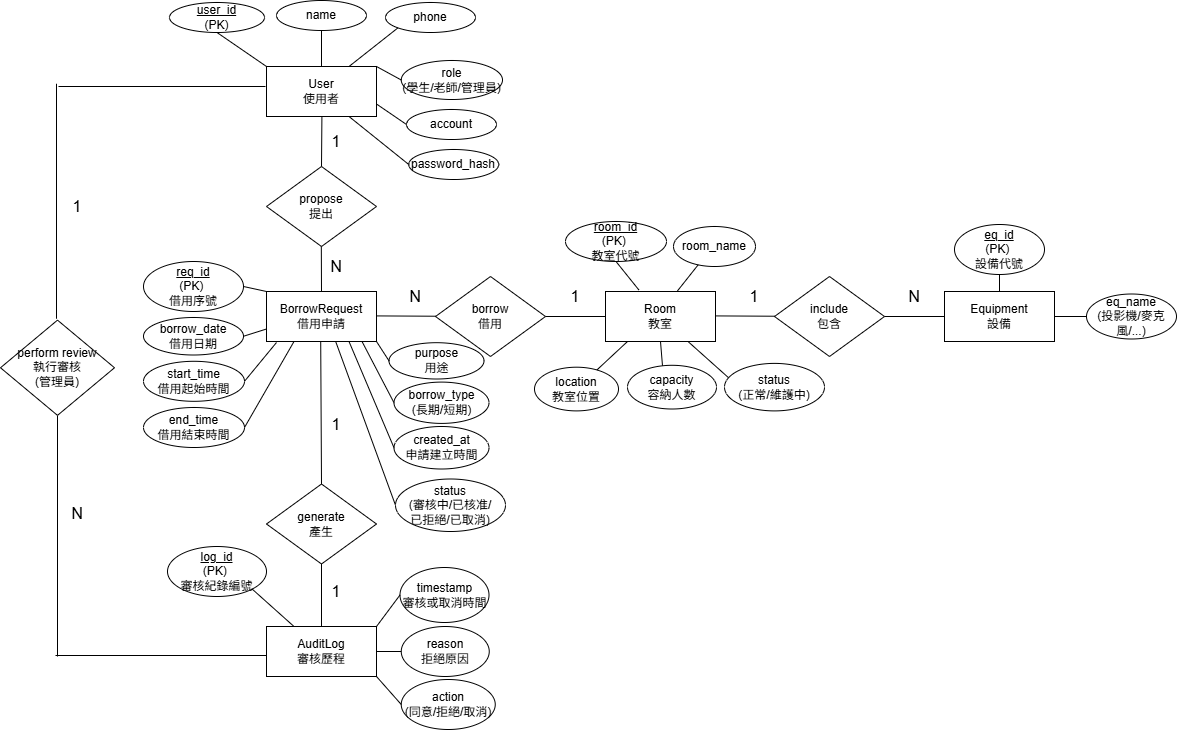 user_id
(PK)
name
phone
User
使用者
role
(學生/老師/管理員)
account
password_hash
1
propose
提出
N
1
perform review
執行審核
(管理員)
N
req_id
(PK)
借用序號
borrow_date
借用日期
start_time
借用起始時間
end_time
借用結束時間
BorrowRequest
借用申請
purpose
用途
borrow_type
(長期/短期)
created_at
申請建立時間
status
(審核中/已核准/
已拒絕/已取消)
N
borrow
借用
1
room_id
(PK)
教室代號
room_name
Room
教室
location
教室位置
capacity
容納人數
status
(正常/維護中)
1
include
包含
N
eq_id
(PK)
設備代號
Equipment
設備
eq_name
(投影機/麥克
風/...)
1
generate
產生
1
log_id
(PK)
審核紀錄編號
AuditLog
審核歷程
timestamp
審核或取消時間
reason
拒絕原因
action
(同意/拒絕/取消)